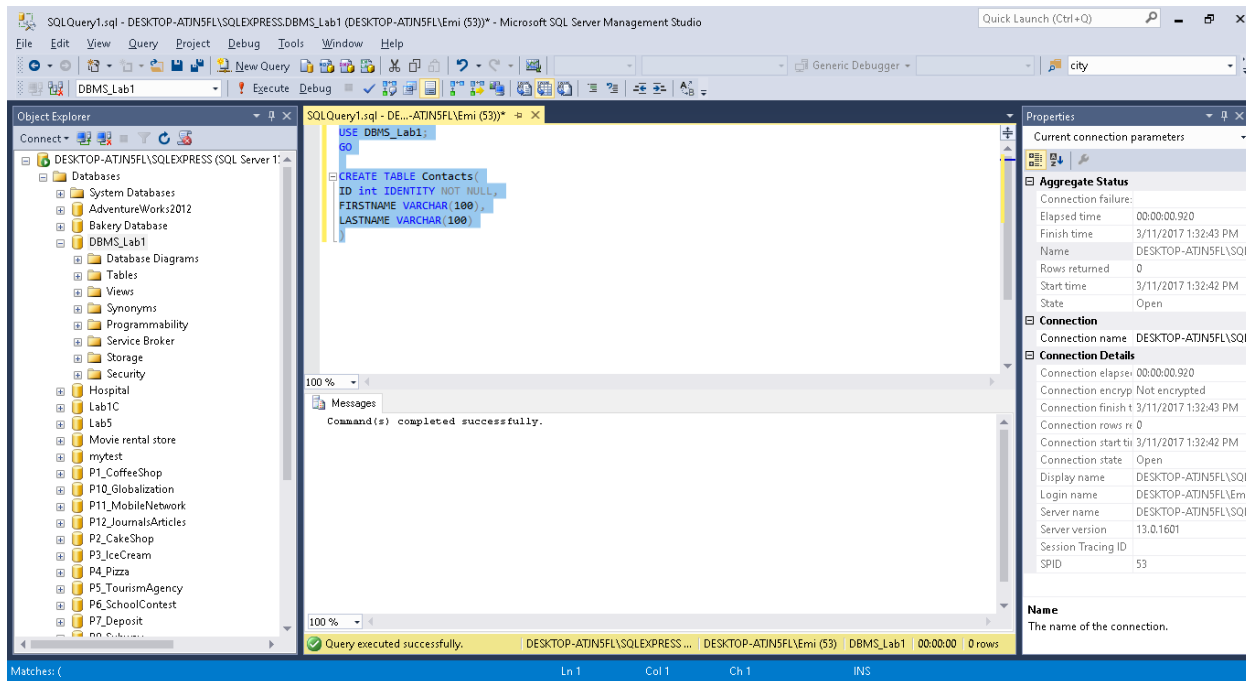 SQLQuery1.sql - DESKTOP-ATJN5FL\SQLEXPRESS.DBMS_Lab1 (DESKTOP-ATJN5FL\Emi (53))* - Microsoft SQL Server Management Studio
Quick Launch (Ctrl+Q)
File Edit View Query Project Debug Tools Window Help
New Query
Generic Debugger
city
DBMS_Lab1
Execute Debug
Object Explorer
Connect
DESKTOP-ATJN5FL\SQLEXPRESS (SQL Server 1
Databases
System Databases
AdventureWorks2012
Bakery Database
DBMS_Lab1
Database Diagrams
Tables
Views
Synonyms
Programmability
Service Broker
Storage
Security
Hospital
Lab1C
Lab5
Movie rental store
mytest
P1_CoffeeShop
P10_Globalization
P11_MobileNetwork
P12_JournalsArticles
P2_CakeShop
P3_IceCream
P4_Pizza
P5_TourismAgency
P6_SchoolContest
P7_Deposit
SQLQuery1.sql - DE...-ATJN5FL\Emi (53))*
USE DBMS_Lab1;
GO
CREATE TABLE Contacts(
ID int IDENTITY NOT NULL,
FIRSTNAME VARCHAR(100),
LASTNAME VARCHAR(100)
)
100 %
Messages
Command(s) completed successfully.
100 %
Query executed successfully. DESKTOP-ATJN5FL\SQLEXPRESS ... DESKTOP-ATJN5FL\Emi (53) DBMS_Lab1 00:00:00 0 rows
Properties
Current connection parameters
Aggregate Status
Connection failure:
Elapsed time 00:00:00.920
Finish time 3/11/2017 1:32:43 PM
Name DESKTOP-ATJN5FL\SQL
Rows returned 0
Start time 3/11/2017 1:32:42 PM
State Open
Connection
Connection name DESKTOP-ATJN5FL\SQL
Connection Details
Connection elapse 00:00:00.920
Connection encryp Not encrypted
Connection finish t 3/11/2017 1:32:43 PM
Connection rows re 0
Connection start ti 3/11/2017 1:32:42 PM
Connection state Open
Display name DESKTOP-ATJN5FL\SQL
Login name DESKTOP-ATJN5FL\Em
Server name DESKTOP-ATJN5FL\SQL
Server version 13.0.1601
Session Tracing ID
SPID 53
Name
The name of the connection.
Matches: ( Ln 1 Col 1 Ch 1 INS